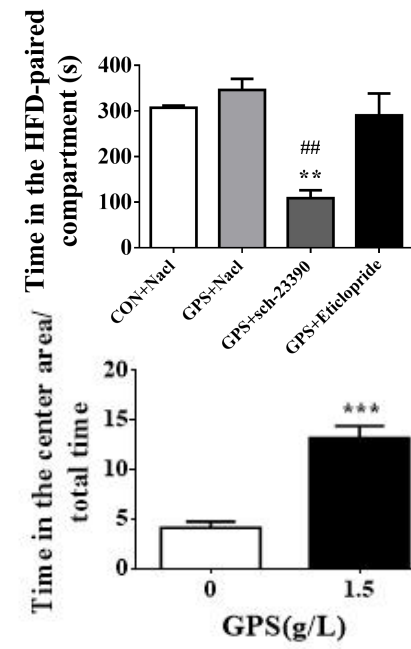 Time in the HFD-paired
compartment (s)
400
300
200
100
0
##
**
CON+Nacl
GPS+Nacl
GPS+sch-23390
GPS+Eticlopride
Time in the center area/
total time
20
15
10
5
0
***
0
1.5
GPS(g/L)